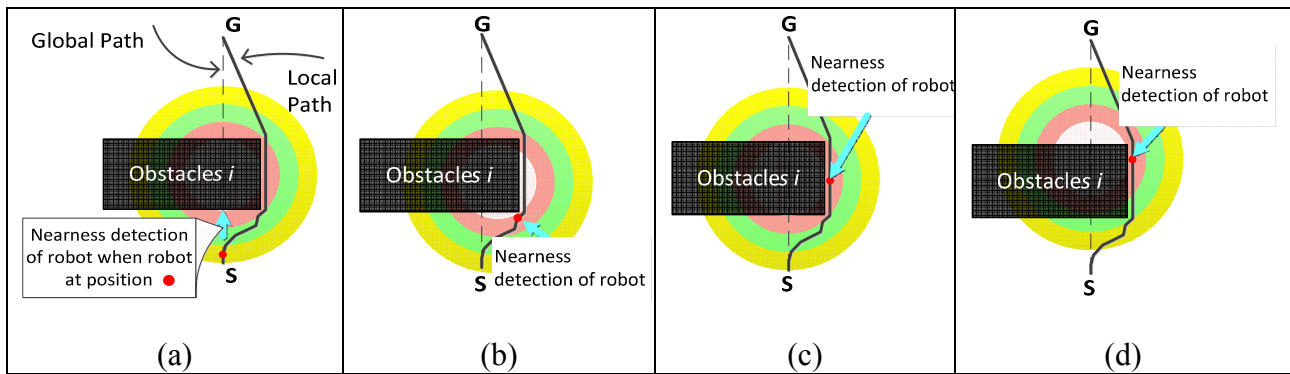 G
Global Path
Local
Path
Obstacles i
Nearness detection
of robot when robot
at position
S
(a)
G
Obstacles i
Nearness
detection of robot
S
(b)
G
Nearness
detection of robot
Obstacles i
S
(c)
G
Nearness
detection of robot
Obstacles i
S
(d)